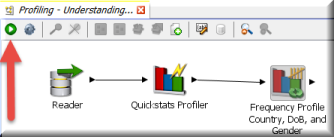 Profiling - Understanding...
Reader
Quickstats Profiler
Frequency Profile
Country, DoB, and
Gender